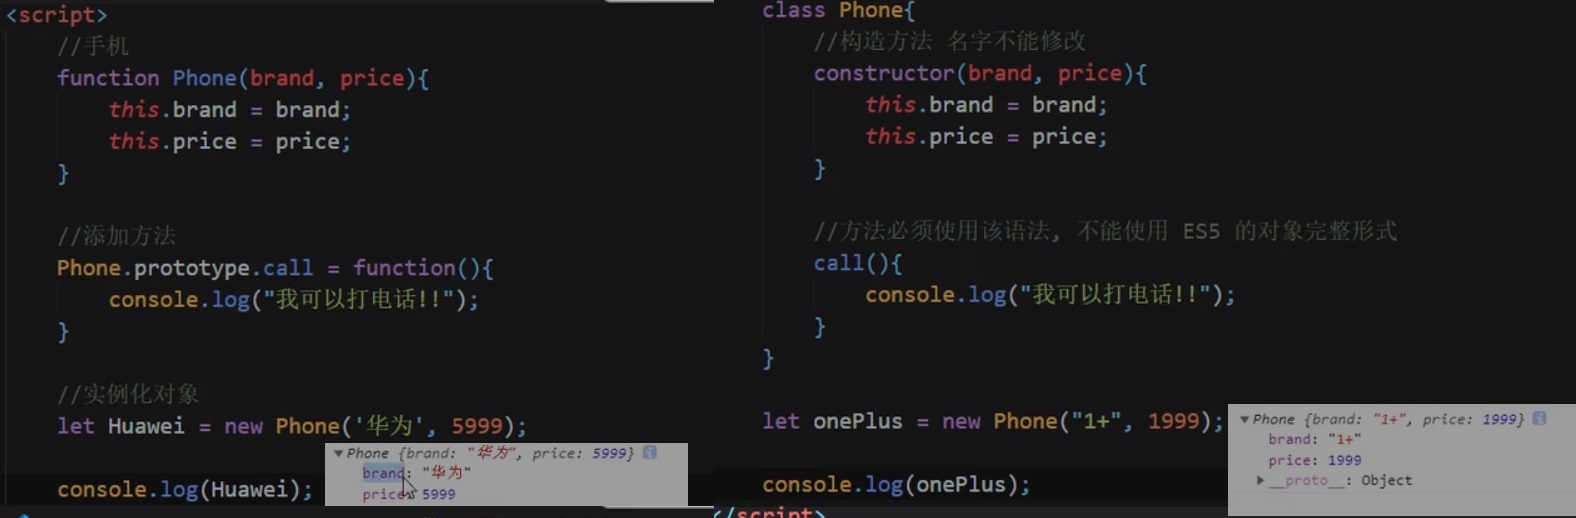 <script>
//手机
function Phone(brand, price){
this.brand = brand;
this.price = price;
}
//添加方法
Phone.prototype.call = function(){
console.log("我可以打电话!!");
}
//实例化对象
let Huawei = new Phone('华为', 5999);
▼Phone {brand: "华为", price: 5999}
brand: "华为"
price: 5999
console.log(Huawei);
class Phone{
//构造方法 名字不能修改
constructor(brand, price){
this.brand = brand;
this.price = price;
}
//方法必须使用该语法, 不能使用 ES5 的对象完整形式
call(){
console.log("我可以打电话!!");
}
}
let onePlus = new Phone("1+", 1999);
▼Phone {brand: "1+", price: 1999}
brand: "1+"
price: 1999
▶__proto__: Object
console.log(onePlus);
</script>